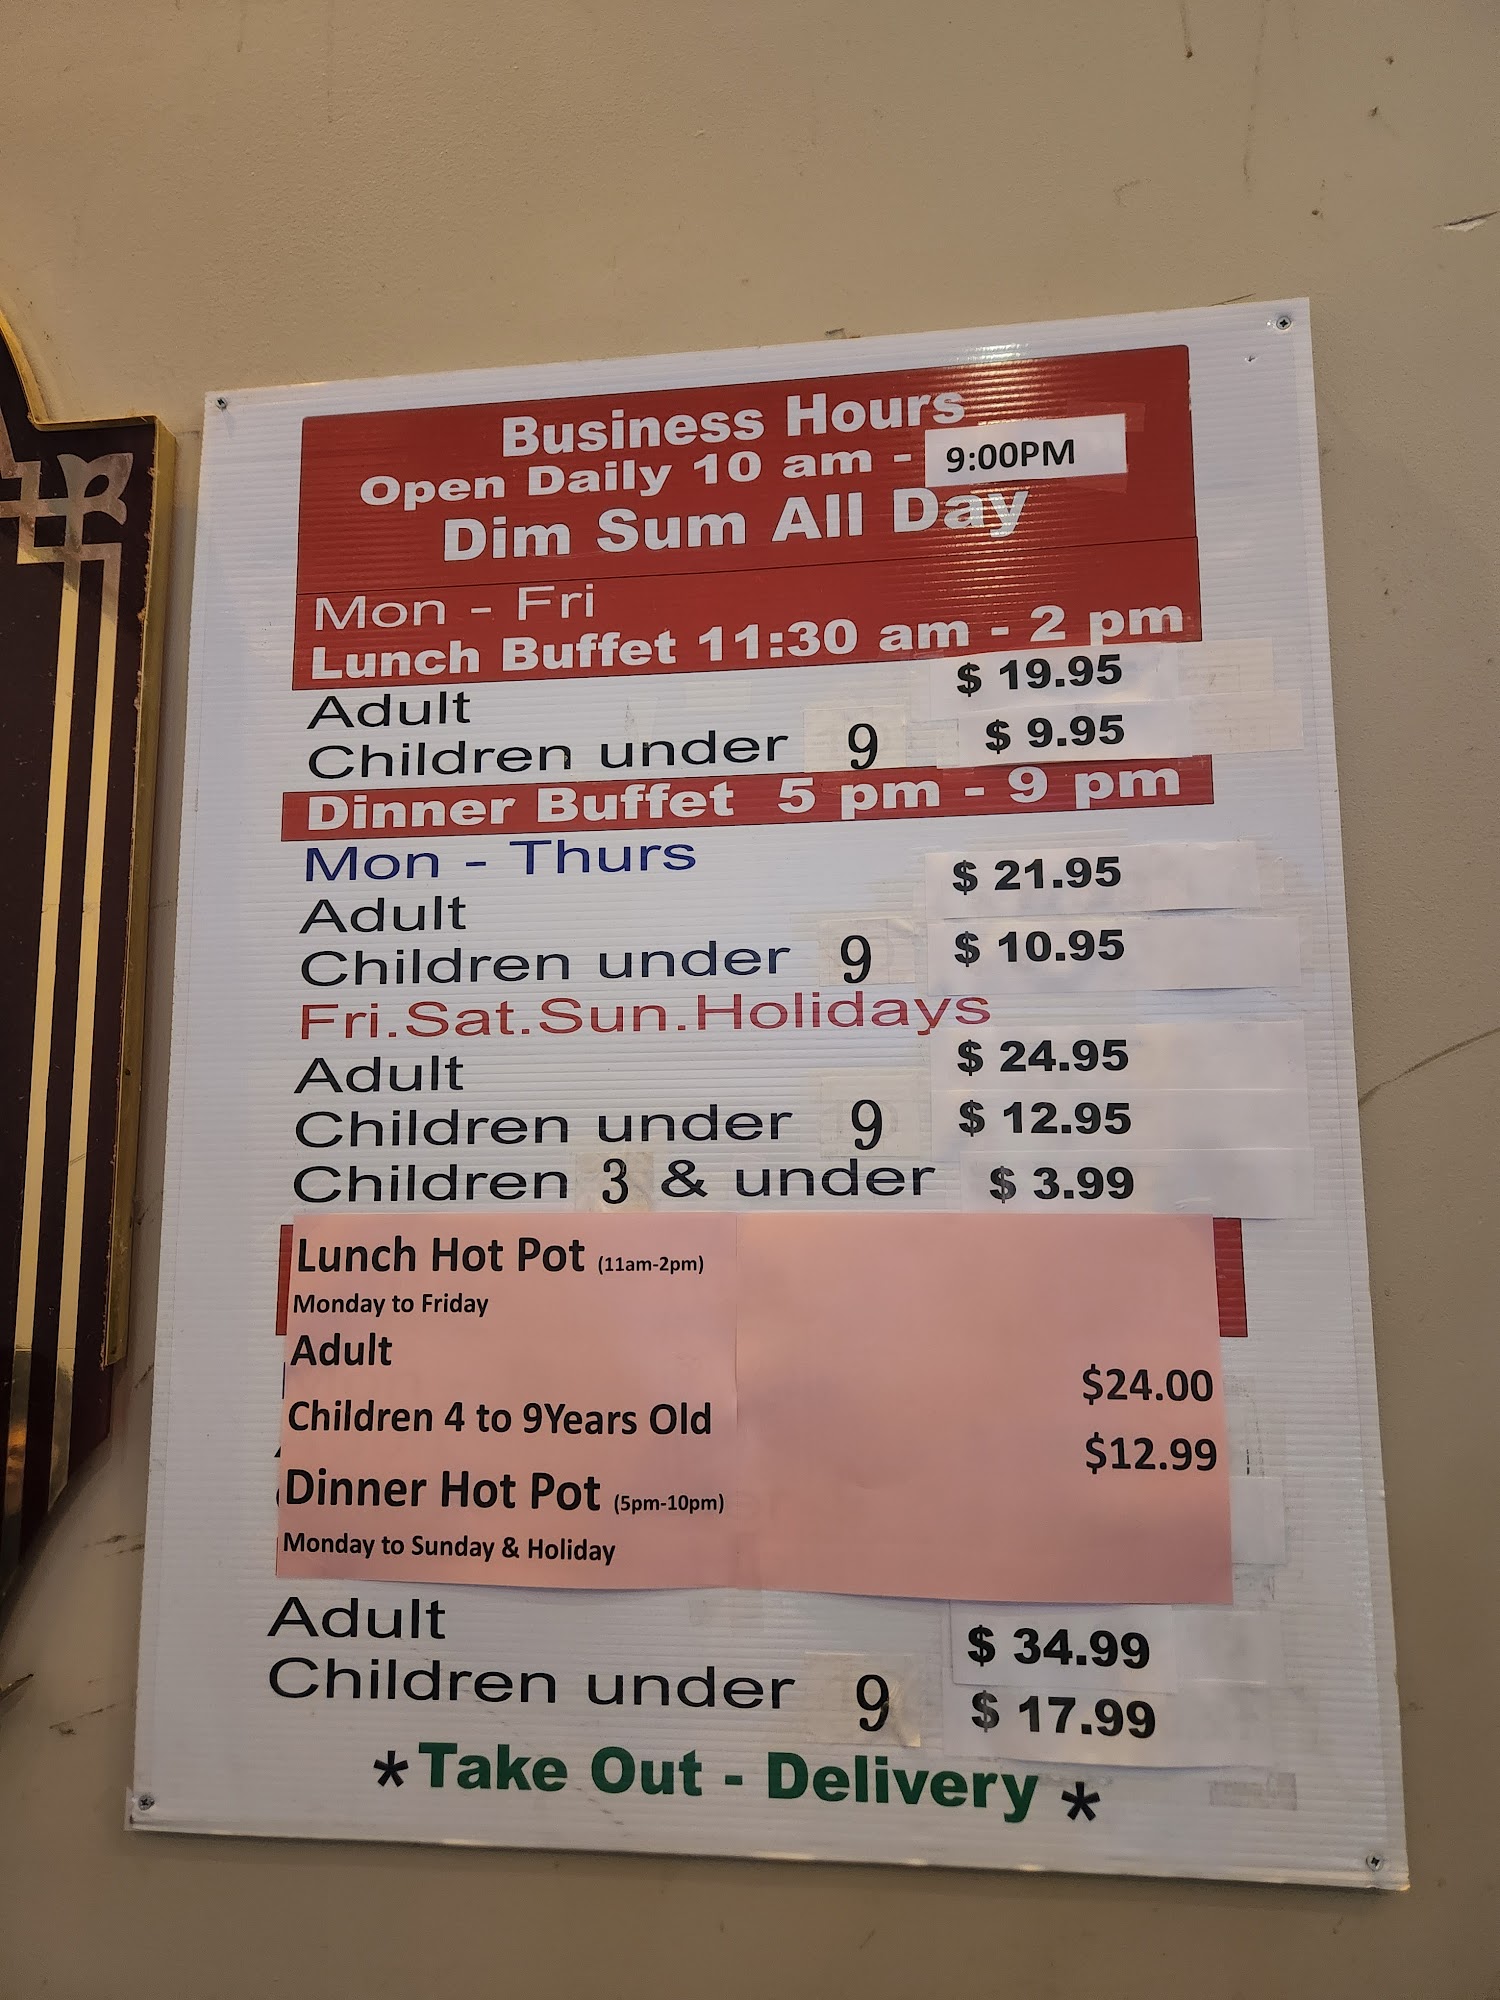 Business Hours
Open Daily 10 am - 9:00PM
Dim Sum All Day
Mon - Fri
Lunch Buffet 11:30 am - 2 pm
Adult $ 19.95
Children under 9 $ 9.95
Dinner Buffet 5 pm - 9 pm
Mon - Thurs
Adult $ 21.95
Children under 9 $ 10.95
Fri.Sat.Sun.Holidays
Adult $ 24.95
Children under 9 $ 12.95
Children 3 & under $ 3.99
Lunch Hot Pot (11am-2pm)
Monday to Friday
Adult $24.00
Children 4 to 9Years Old $12.99
Dinner Hot Pot (5pm-10pm)
Monday to Sunday & Holiday
Adult $ 34.99
Children under 9 $ 17.99
*Take Out - Delivery *